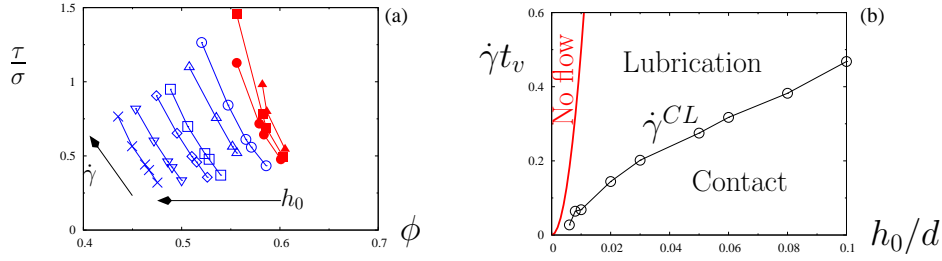 (a)
τ/σ
1.5
1
0.5
0
0.4
0.5
0.6
0.7
ϕ
γ̇
h₀
(b)
γ̇t_v
0.6
0.4
0.2
0
0
0.02
0.04
0.06
0.08
0.1
h₀/d
No flow
Lubrication
γ̇^{CL}
Contact